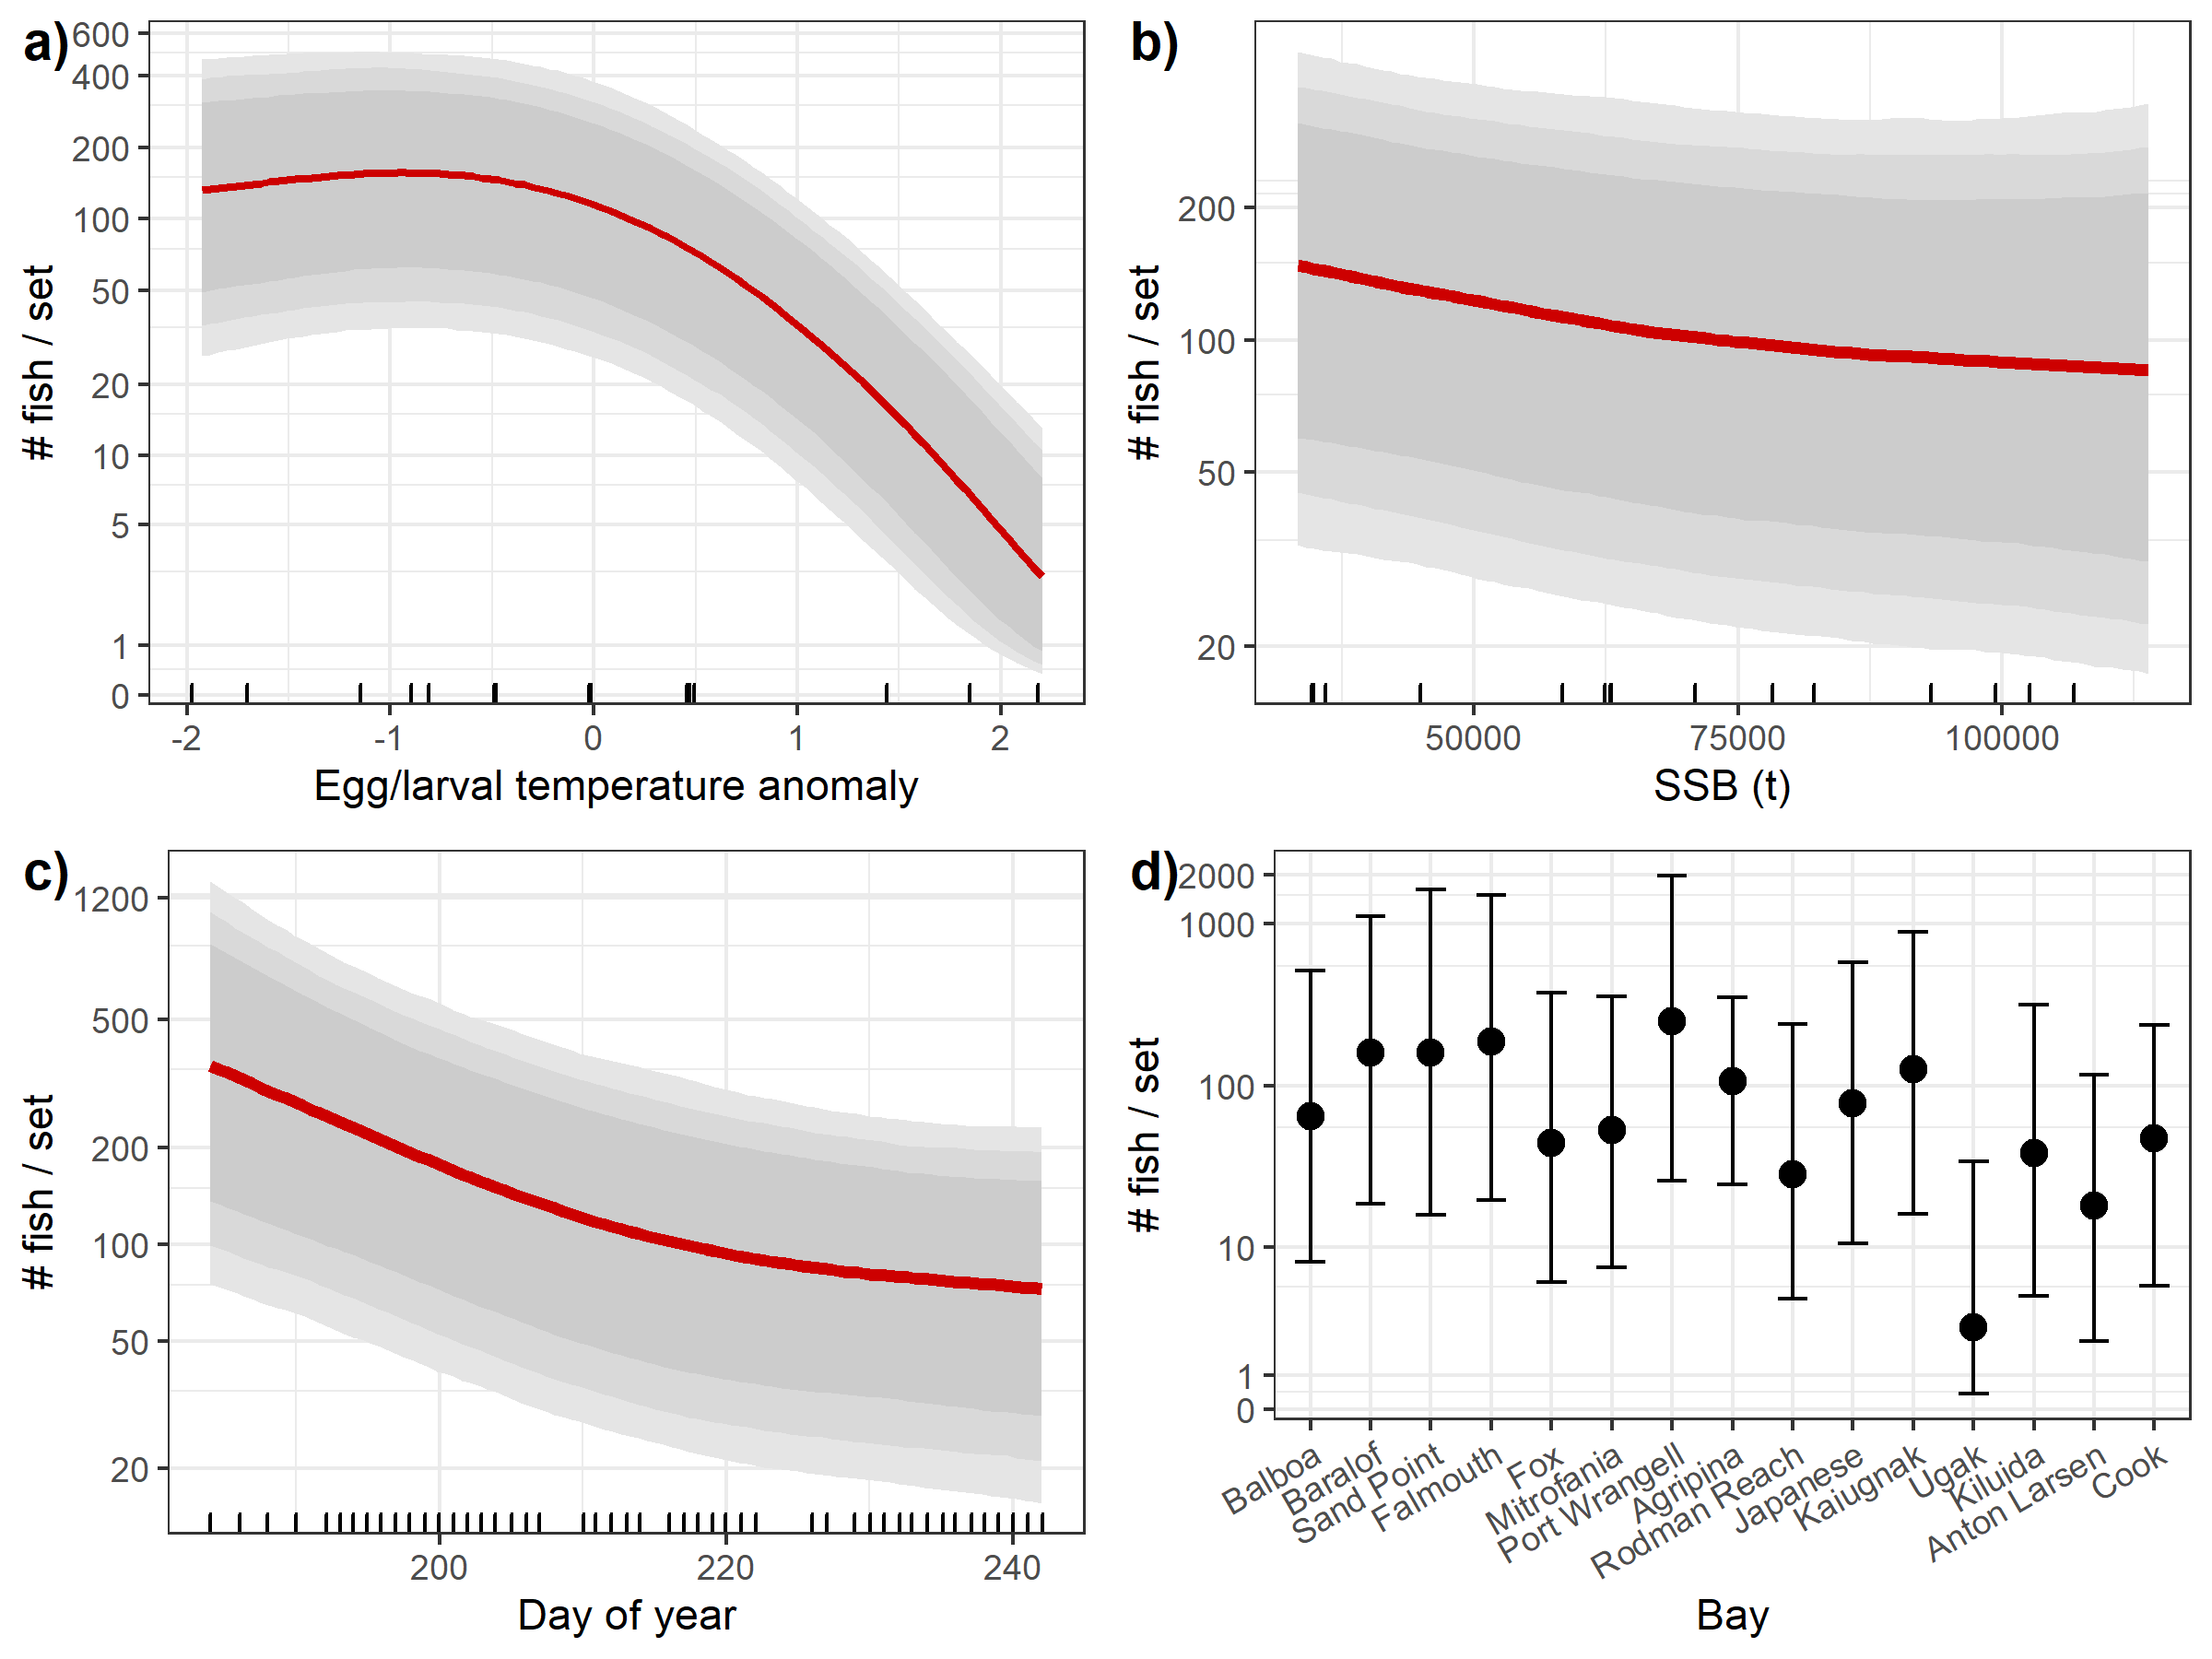 a)
600
400
200
100
50
20
10
5
1
0
# fish / set
-2 -1 0 1 2
Egg/larval temperature anomaly
b)
200
100
50
20
# fish / set
50000 75000 100000
SSB (t)
c)
1200
500
200
100
50
20
# fish / set
200 220 240
Day of year
d)
2000
1000
100
10
1
0
# fish / set
Balboa
Baralof
Sand Point
Falmouth
Fox
Mitrofania
Port Wrangell
Agripina
Rodman Reach
Japanese
Kaiugnak
Ugak
Kiluida
Anton Larsen
Cook
Bay